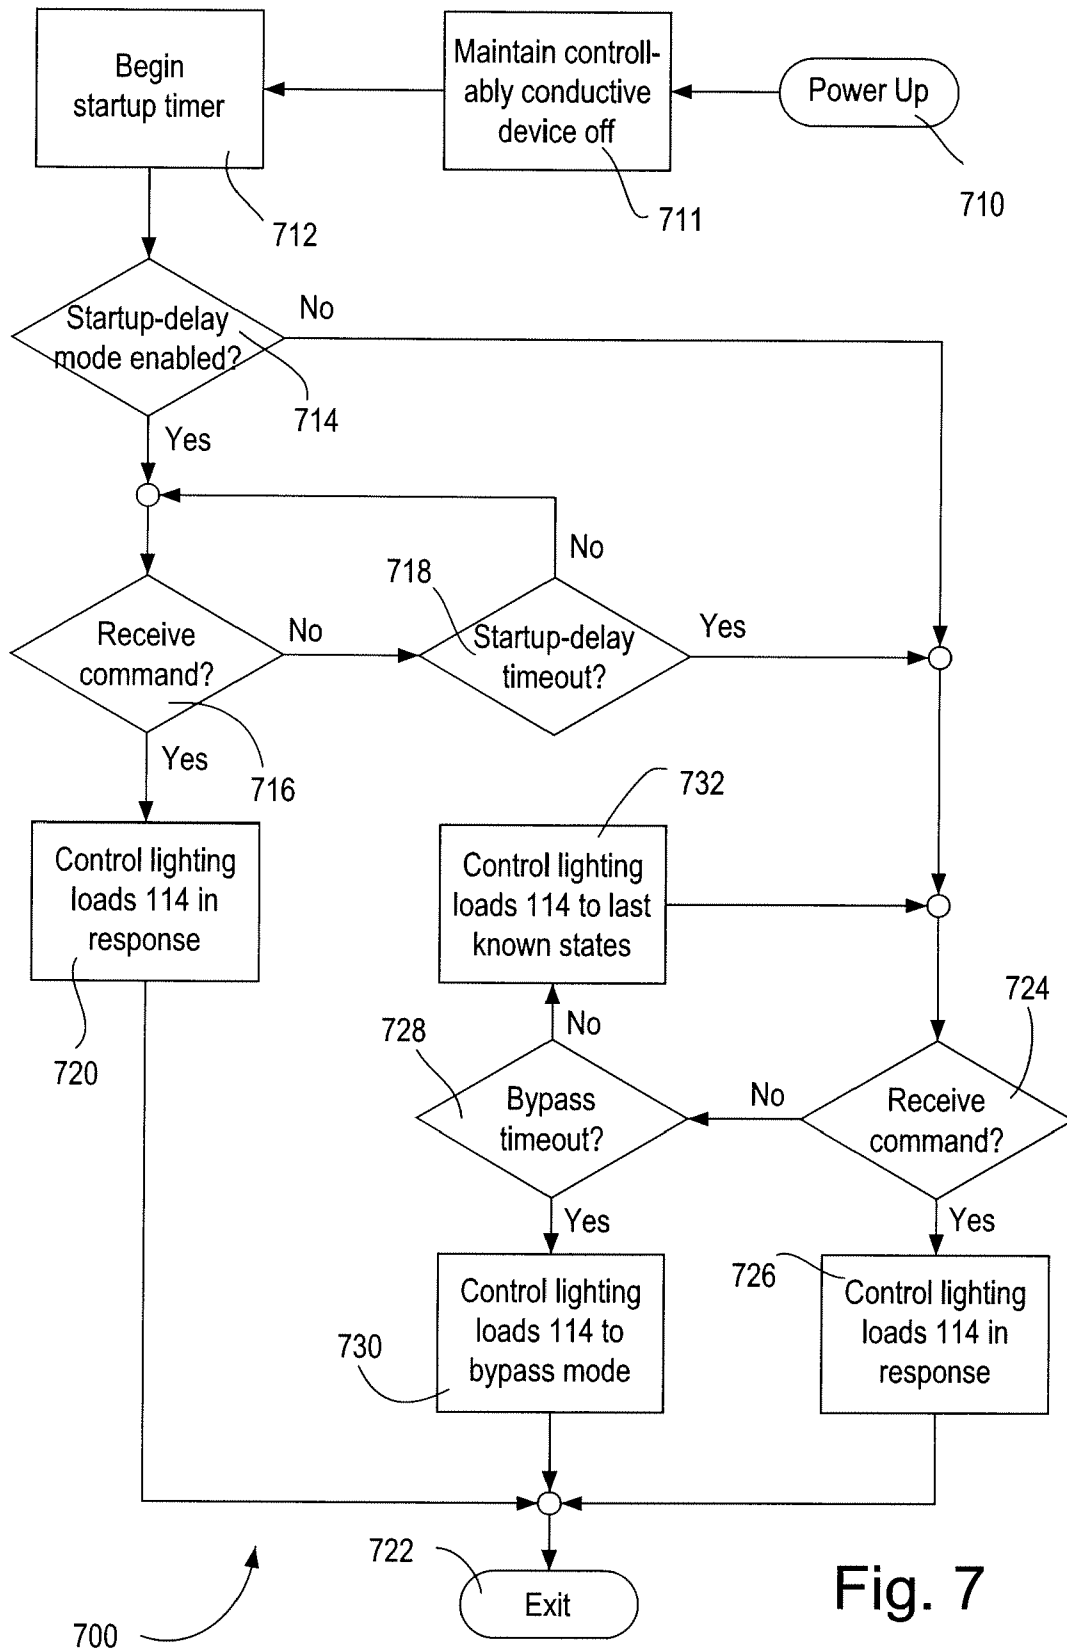 Begin
startup timer
712
Maintain controll-
ably conductive
device off
711
Power Up
710
Startup-delay
mode enabled?
714
No
Yes
Receive
command?
716
No
Yes
718
Startup-delay
timeout?
No
Yes
Control lighting
loads 114 in
response
720
732
Control lighting
loads 114 to last
known states
724
Receive
command?
No
Yes
728
Bypass
timeout?
No
Yes
730
Control lighting
loads 114 to
bypass mode
726
Control lighting
loads 114 in
response
722
Exit
700
Fig. 7